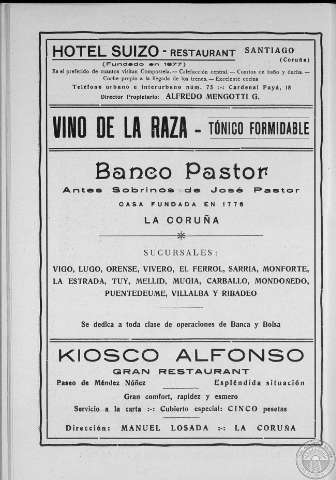 HOTEL SUIZO - RESTAURANT SANTIAGO
(Fundado en 1877) (Coruña)
Es el preferido de cuantos visitan Compostela.—Calefacción central.—Cuartos de baño y ducha.—
Coche propio a la llegada de los trenes.—Excelente cocina
Teléfono urbano e interurbano núm. 75 :-: Cardenal Payá, 18
Director Propietario: ALFREDO MENGOTTI G.
VINO DE LA RAZA - TÓNICO FORMIDABLE
Banco Pastor
Antes Sobrinos de José Pastor
CASA FUNDADA EN 1776
LA CORUÑA
SUCURSALES:
VIGO, LUGO, ORENSE, VIVERO, EL FERROL, SARRIA, MONFORTE,
LA ESTRADA, TUY, MELLID, MUGIA, CARBALLO, MONDOÑEDO,
PUENTEDEUME, VILLALBA Y RIBADEO
Se dedica a toda clase de operaciones de Banca y Bolsa
KIOSCO ALFONSO
GRAN RESTAURANT
Paseo de Méndez Núñez Espléndida situación
Gran comfort, rapidez y esmero
Servicio a la carta :-: Cubierto especial: CINCO pesetas
Dirección: MANUEL LOSADA :-: LA CORUÑA